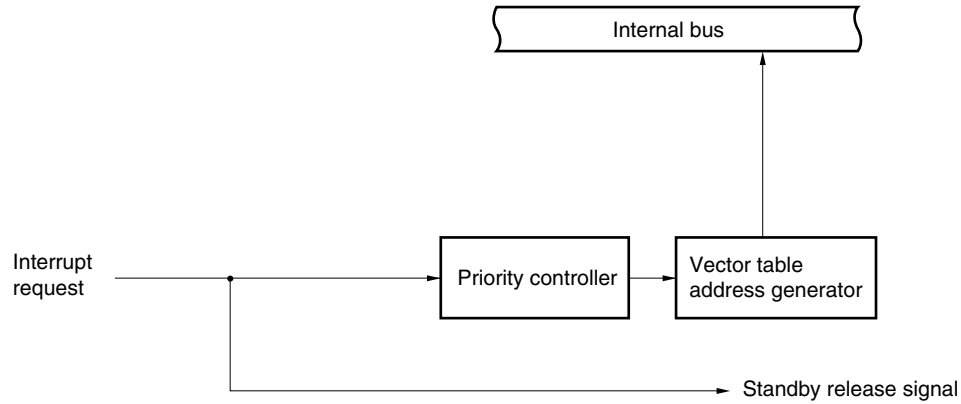 Internal bus
Interrupt
request
Priority controller
Vector table
address generator
Standby release signal